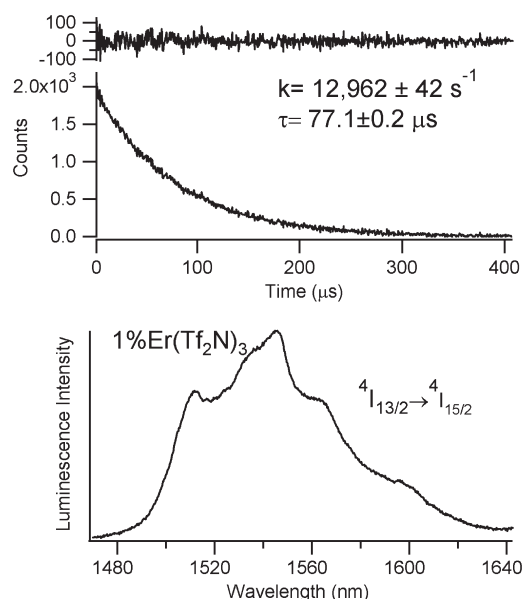 100
0
-100
2.0x10³
1.5
1.0
0.5
0.0
Counts
k= 12,962 ± 42 s⁻¹
τ= 77.1±0.2 μs
0 100 200 300 400
Time (μs)
Luminescence Intensity
1%Er(Tf₂N)₃
⁴I₁₃/₂→⁴I₁₅/₂
1480 1520 1560 1600 1640
Wavelength (nm)